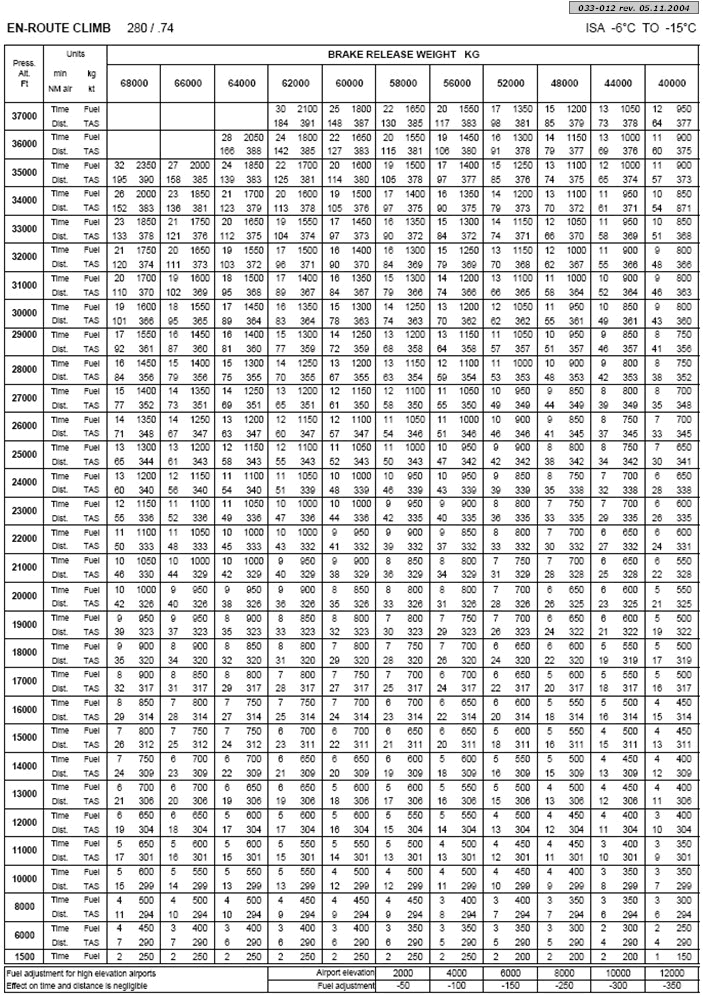 033-012 rev. 05.11.2004
EN-ROUTE CLIMB 280 / .74 ISA -6°C TO -15°C
Press. Alt. Ft Units min kg NM air kt BRAKE RELEASE WEIGHT KG
68000 66000 64000 62000 60000 58000 56000 52000 48000 44000 40000
37000 Time Fuel 30 2100 25 1800 22 1650 20 1550 17 1350 15 1200 13 1050 12 950
Dist. TAS 184 391 148 387 130 385 117 383 98 381 85 379 73 378 64 377
36000 Time Fuel 28 2050 24 1800 22 1650 20 1550 19 1450 16 1300 14 1150 13 1000 11 900
Dist. TAS 166 388 142 385 127 383 115 381 106 380 91 378 79 377 69 376 60 375
35000 Time Fuel 32 2350 27 2000 24 1850 22 1700 20 1600 19 1500 17 1400 15 1250 13 1100 12 1000 11 900
Dist. TAS 195 390 158 385 139 383 125 381 114 380 105 378 97 377 85 376 74 375 65 374 57 373
34000 Time Fuel 26 2000 23 1850 21 1700 20 1600 19 1500 17 1400 16 1350 14 1200 13 1100 11 950 10 850
Dist. TAS 152 383 136 381 123 379 113 378 105 376 97 375 90 375 79 373 70 372 61 371 54 871
33000 Time Fuel 23 1850 21 1750 20 1650 19 1550 17 1450 16 1350 15 1300 14 1150 12 1050 11 950 10 850
Dist. TAS 133 378 121 376 112 375 104 374 97 373 90 372 84 372 74 371 66 370 58 369 51 368
32000 Time Fuel 21 1750 20 1650 19 1550 17 1500 16 1400 15 1300 15 1250 13 1150 12 1000 11 900 9 800
Dist. TAS 120 374 111 373 103 372 96 371 90 370 84 369 79 369 70 368 62 367 55 366 48 366
31000 Time Fuel 20 1700 19 1600 18 1500 17 1400 16 1350 15 1300 14 1200 13 1100 11 1000 10 900 9 800
Dist. TAS 110 370 102 369 95 368 89 367 84 367 79 366 74 366 66 365 58 364 52 364 46 363
30000 Time Fuel 19 1600 18 1550 17 1450 16 1350 15 1300 14 1250 13 1200 12 1050 11 950 10 850 9 800
Dist. TAS 101 366 95 365 89 364 83 364 78 363 74 363 70 362 62 362 55 361 49 361 43 360
29000 Time Fuel 17 1550 16 1450 16 1400 15 1300 14 1250 13 1200 13 1150 11 1050 10 950 9 850 8 750
Dist. TAS 92 361 87 360 81 360 77 359 72 359 68 358 64 358 57 357 51 357 46 357 41 356
28000 Time Fuel 16 1450 15 1400 15 1300 14 1250 13 1200 13 1150 12 1100 11 1000 10 900 9 800 8 750
Dist. TAS 84 356 79 356 75 355 70 355 67 355 63 354 59 354 53 353 48 353 42 353 38 352
27000 Time Fuel 15 1400 14 1350 14 1250 13 1200 12 1150 12 1100 11 1050 10 950 9 850 8 800 8 700
Dist. TAS 77 352 73 351 69 351 65 351 61 350 58 350 55 350 49 349 44 349 39 349 35 348
26000 Time Fuel 14 1350 14 1250 13 1200 12 1150 12 1100 11 1050 11 1000 10 900 9 850 8 750 7 700
Dist. TAS 71 348 67 347 63 347 60 347 57 347 54 346 51 346 46 346 41 345 37 345 33 345
25000 Time Fuel 13 1300 13 1200 12 1150 12 1100 11 1050 11 1000 10 950 9 900 8 800 8 750 7 650
Dist. TAS 65 344 61 343 58 343 55 343 52 343 50 343 47 342 42 342 38 342 34 342 30 341
24000 Time Fuel 13 1200 12 1150 11 1100 11 1050 10 1000 10 950 10 900 9 850 8 750 7 700 6 650
Dist. TAS 60 340 56 340 54 340 51 339 48 339 46 339 43 339 39 339 35 338 32 338 28 338
23000 Time Fuel 12 1150 11 1100 11 1050 10 1000 10 1000 9 950 9 900 8 800 7 750 7 700 6 600
Dist. TAS 55 336 52 336 49 336 47 336 44 336 42 335 40 335 36 335 33 335 29 335 26 335
22000 Time Fuel 11 1100 11 1050 10 1000 10 1000 9 950 9 900 9 850 8 800 7 700 6 650 6 600
Dist. TAS 50 333 48 333 45 333 43 332 41 332 39 332 37 332 33 332 30 332 27 332 24 331
21000 Time Fuel 10 1050 10 1000 10 1000 9 950 9 900 8 850 8 800 7 750 7 700 6 600 6 550
Dist. TAS 46 330 44 329 42 329 40 329 38 329 36 329 34 329 31 329 28 328 25 328 22 328
20000 Time Fuel 10 1000 9 950 9 950 9 900 8 850 8 800 8 800 7 700 6 650 6 600 5 550
Dist. TAS 42 326 40 326 38 326 36 326 35 326 33 326 31 326 28 326 26 325 23 325 21 325
19000 Time Fuel 9 950 9 950 8 900 8 850 8 800 7 800 7 750 7 700 6 650 6 600 5 500
Dist. TAS 39 323 37 323 35 323 33 323 32 323 30 323 29 323 26 323 24 322 21 322 19 322
18000 Time Fuel 9 900 8 900 8 850 8 800 7 800 7 750 7 700 6 650 6 600 5 550 5 500
Dist. TAS 35 320 34 320 32 320 31 320 29 320 28 320 26 320 24 320 22 320 19 319 17 319
17000 Time Fuel 8 900 8 850 8 800 7 800 7 750 7 700 6 700 6 650 5 600 5 550 5 500
Dist. TAS 32 317 31 317 29 317 28 317 27 317 25 317 24 317 22 317 20 317 18 317 16 317
16000 Time Fuel 8 850 7 800 7 750 7 750 7 700 6 700 6 650 6 600 5 550 5 500 4 450
Dist. TAS 29 314 28 314 27 314 25 314 24 314 23 314 22 314 20 314 18 314 16 314 15 314
15000 Time Fuel 7 800 7 750 7 750 6 700 6 700 6 650 6 650 5 600 5 550 4 500 4 450
Dist. TAS 26 312 25 312 24 312 23 311 22 311 21 311 20 311 18 311 16 311 15 311 13 311
14000 Time Fuel 7 750 6 700 6 700 6 650 6 650 6 600 5 600 5 550 5 500 4 450 4 400
Dist. TAS 24 309 23 309 22 309 21 309 20 309 19 309 18 309 16 309 15 309 13 309 12 309
13000 Time Fuel 6 700 6 700 6 650 6 650 5 600 5 600 5 550 5 500 4 450 4 450 4 400
Dist. TAS 21 306 20 306 19 306 19 306 18 306 17 306 16 306 15 306 13 306 12 306 11 306
12000 Time Fuel 6 650 6 650 5 600 5 600 5 550 5 550 5 550 4 500 4 450 4 400 3 350
Dist. TAS 19 304 18 304 17 304 17 304 16 304 15 304 14 304 13 304 12 304 11 304 10 304
11000 Time Fuel 5 650 5 600 5 600 5 550 5 550 5 500 4 500 4 450 4 400 3 400 3 350
Dist. TAS 17 301 16 301 15 301 15 301 14 301 13 301 13 301 12 301 11 301 10 301 9 301
10000 Time Fuel 5 600 5 550 5 550 5 550 4 500 4 500 4 450 4 400 4 400 3 350 3 350
Dist. TAS 15 299 14 299 13 299 13 299 12 299 12 299 11 299 10 299 9 299 8 299 7 299
8000 Time Fuel 4 500 4 500 4 500 4 450 4 450 4 450 3 400 3 400 3 350 3 350 3 300
Dist. TAS 11 294 10 294 10 294 9 294 9 294 9 294 8 294 7 294 7 294 6 294 6 294
6000 Time Fuel 4 450 3 400 3 400 3 400 3 400 3 400 3 350 3 350 3 300 2 300 2 250
Dist. TAS 7 290 7 290 6 290 6 290 6 290 6 290 5 290 5 290 5 290 4 290 4 290
1500 Time Fuel 2 250 2 250 2 250 2 250 2 250 2 250 2 250 2 200 2 200 2 200 1 150
Fuel adjustment for high elevation airports Airport elevation 2000 4000 6000 8000 10000 12000
Effect on time and distance is negligible Fuel adjustment -50 -100 -150 -250 -300 -350